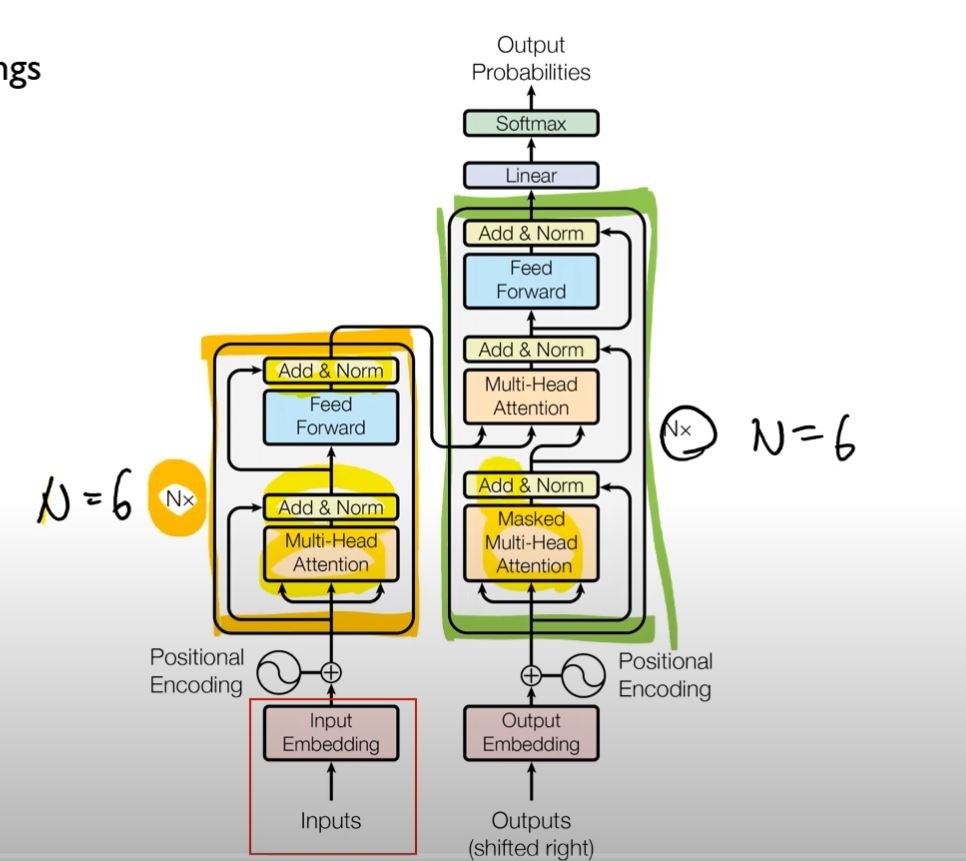 ngs
Output
Probabilities
Softmax
Linear
Add & Norm
Feed
Forward
Add & Norm
Multi-Head
Attention
Nx
N=6
Add & Norm
Masked
Multi-Head
Attention
Add & Norm
Feed
Forward
N=6
Nx
Add & Norm
Multi-Head
Attention
Positional
Encoding
Positional
Encoding
Input
Embedding
Output
Embedding
Inputs
Outputs
(shifted right)